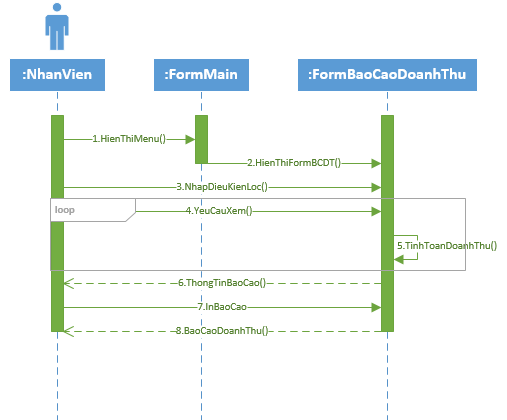 :NhanVien
:FormMain
:FormBaoCaoDoanhThu
1.HienThiMenu()
2.HienThiFormBCDT()
3.NhapDieuKienLoc()
loop
4.YeuCauXem()
5.TinhToanDoanhThu()
6.ThongTinBaoCao()
7.InBaoCao
8.BaoCaoDoanhThu()